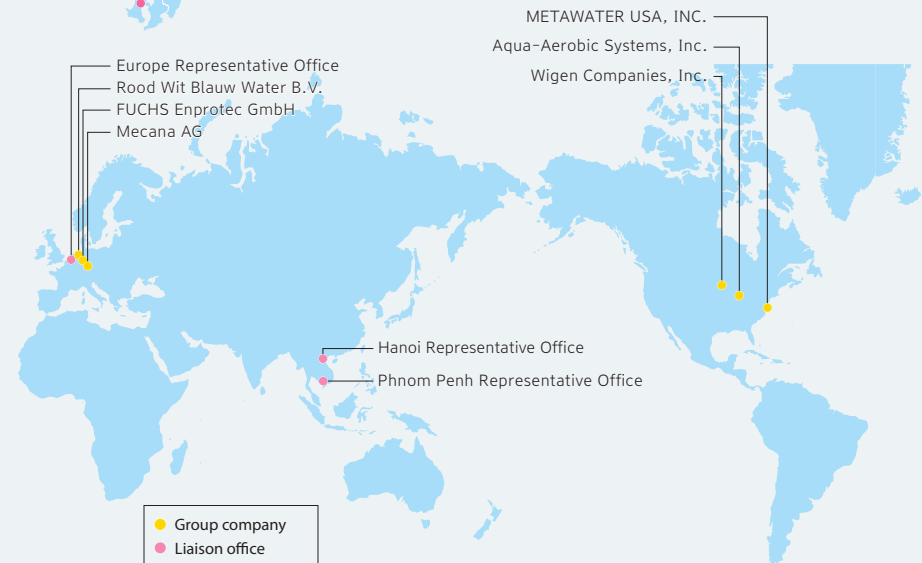 METAWATER USA, INC.
Aqua-Aerobic Systems, Inc.
Wigen Companies, Inc.
Europe Representative Office
Rood Wit Blauw Water B.V.
FUCHS Enprotec GmbH
Mecana AG
Hanoi Representative Office
Phnom Penh Representative Office
Group company
Liaison office